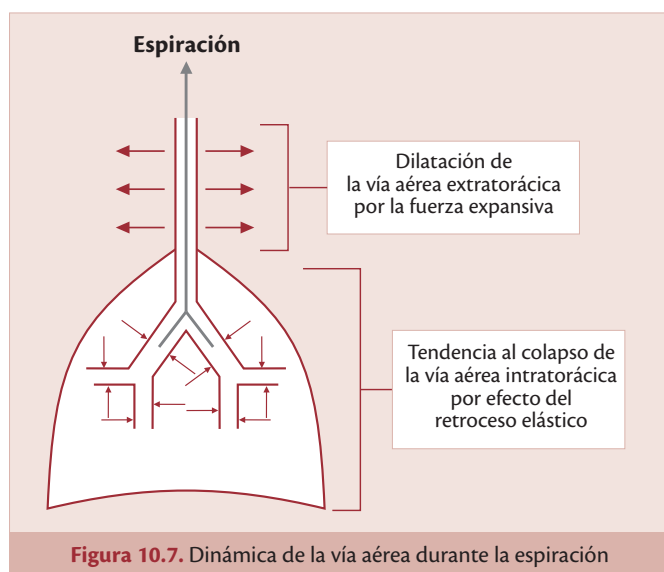 Espiración
Dilatación de
la vía aérea extratorácica
por la fuerza expansiva
Tendencia al colapso de
la vía aérea intratorácica
por efecto del
retroceso elástico
Figura 10.7. Dinámica de la vía aérea durante la espiración